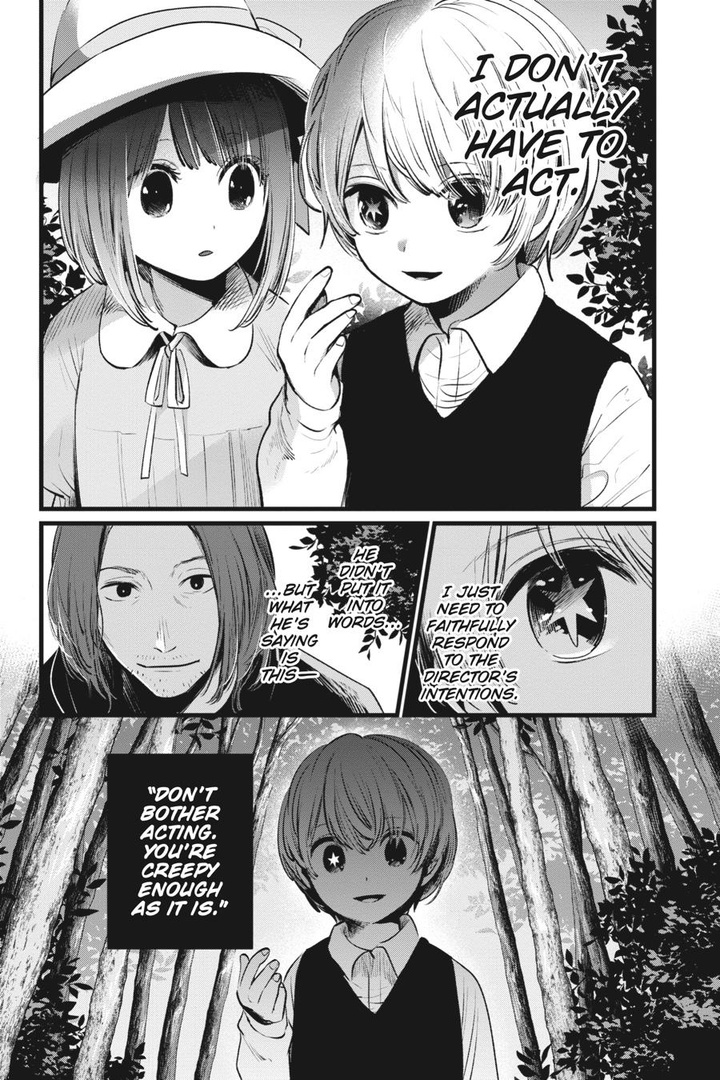 I DON'T
ACTUALLY
HAVE TO
ACT.
I JUST
NEED TO
FAITHFULLY
RESPOND
TO THE
DIRECTOR'S
INTENTIONS.
HE
DIDN'T
PUT IT
INTO
WORDS...
...BUT
WHAT
HE'S
SAYING
IS
THIS—
"DON'T
BOTHER
ACTING.
YOU'RE
CREEPY
ENOUGH
AS IT IS."